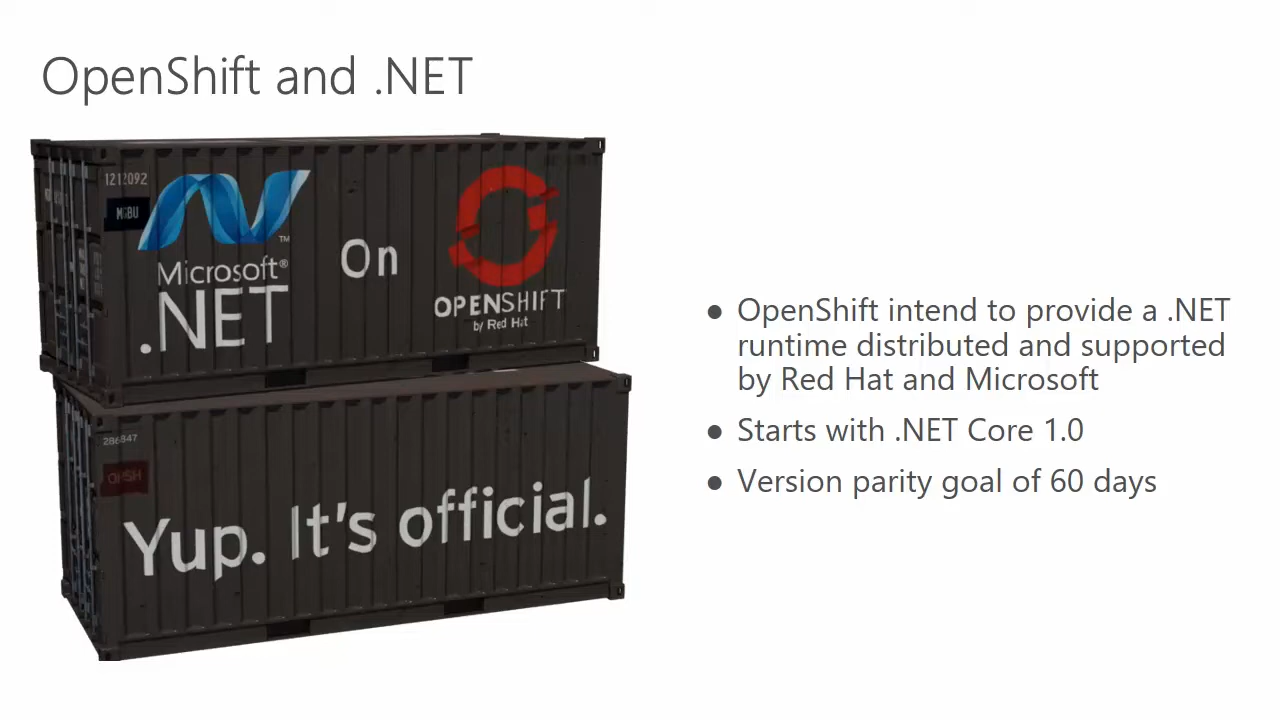 OpenShift and .NET
1212092
Microsoft®
.NET
™
On
OPENSHIFT
by Red Hat
286847
Yup. It's official.
● OpenShift intend to provide a .NET
runtime distributed and supported
by Red Hat and Microsoft
● Starts with .NET Core 1.0
● Version parity goal of 60 days